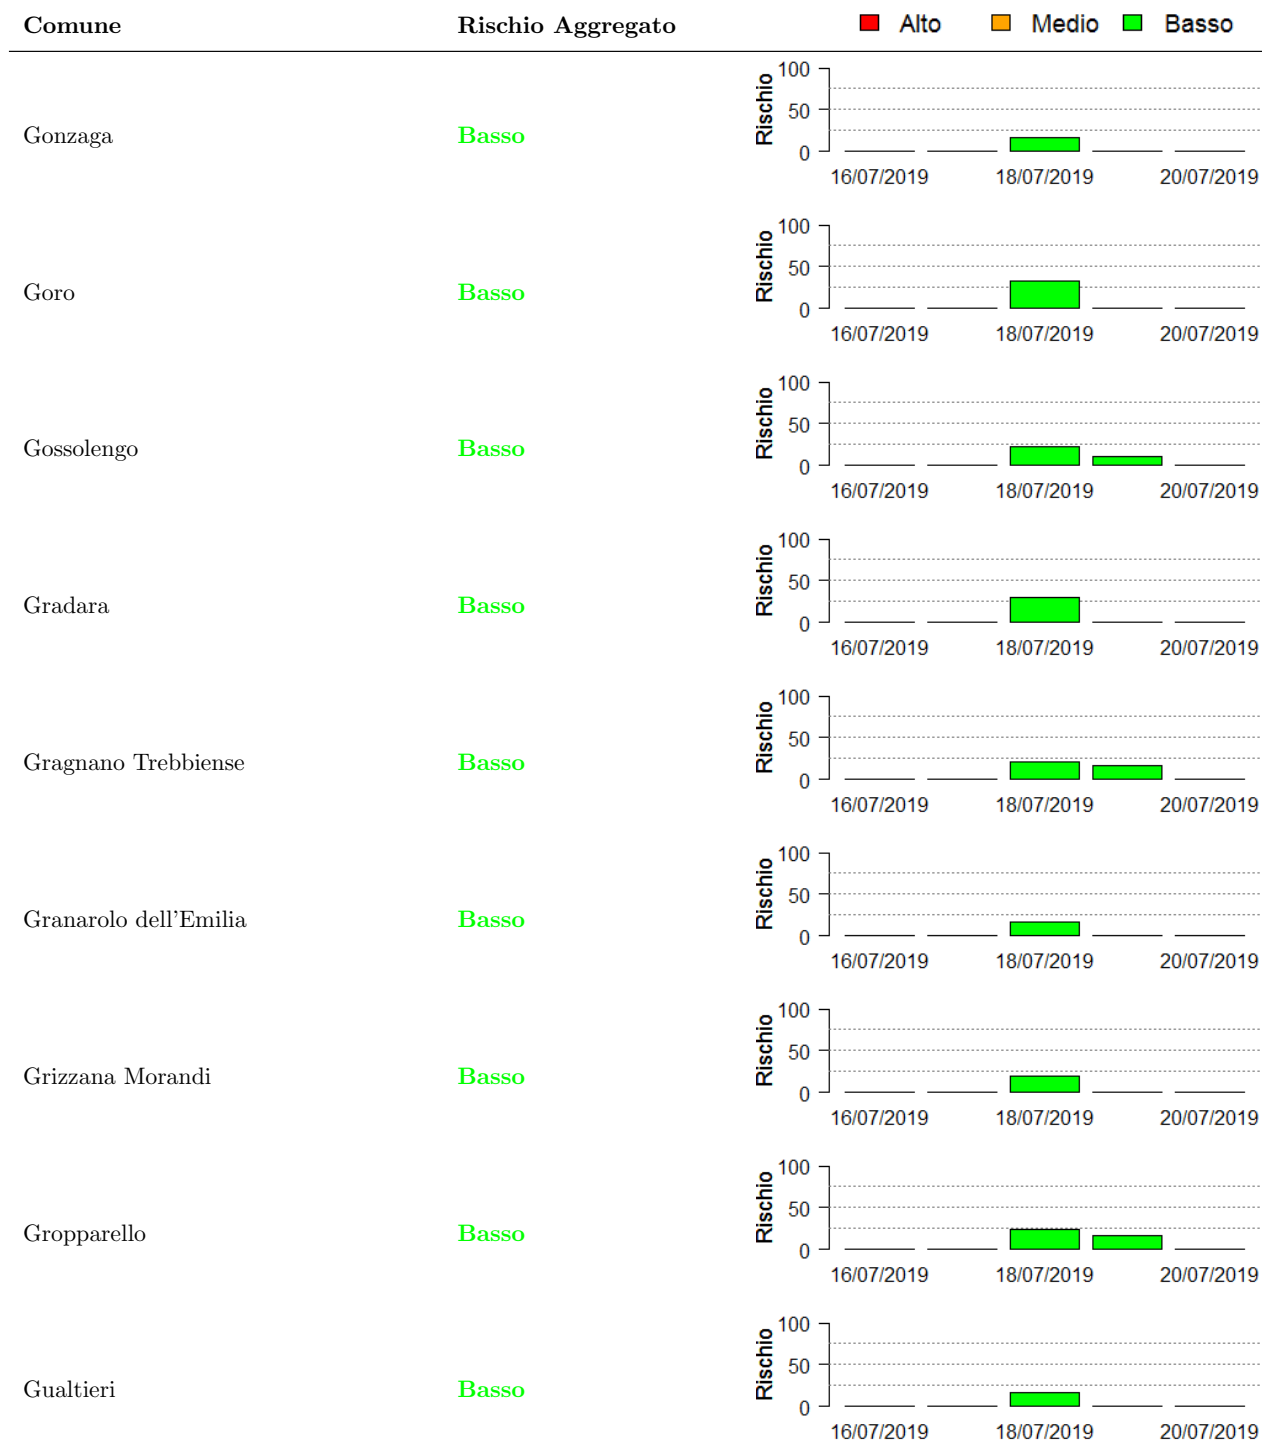 Comune Rischio Aggregato Alto Medio Basso
100
50
0
Rischio
Gonzaga Basso
16/07/2019 18/07/2019 20/07/2019
100
50
0
Rischio
Goro Basso
16/07/2019 18/07/2019 20/07/2019
100
50
0
Rischio
Gossolengo Basso
16/07/2019 18/07/2019 20/07/2019
100
50
0
Rischio
Gradara Basso
16/07/2019 18/07/2019 20/07/2019
100
50
0
Rischio
Gragnano Trebbiense Basso
16/07/2019 18/07/2019 20/07/2019
100
50
0
Rischio
Granarolo dell'Emilia Basso
16/07/2019 18/07/2019 20/07/2019
100
50
0
Rischio
Grizzana Morandi Basso
16/07/2019 18/07/2019 20/07/2019
100
50
0
Rischio
Gropparello Basso
16/07/2019 18/07/2019 20/07/2019
100
50
0
Rischio
Gualtieri Basso
16/07/2019 18/07/2019 20/07/2019